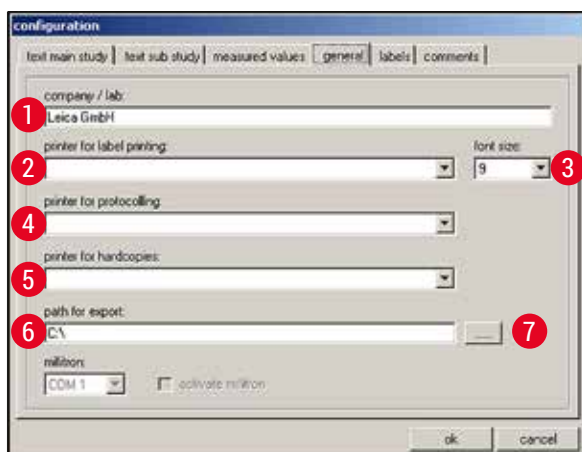 configuration
text main study text sub study measured values general labels comments
company / lab:
1 Leica GmbH
printer for label printing: font size:
2 9 3
printer for protocolling:
4
printer for hardcopies:
5
path for export:
6 C:\ ... 7
militron:
COM 1 activate militron
ok cancel